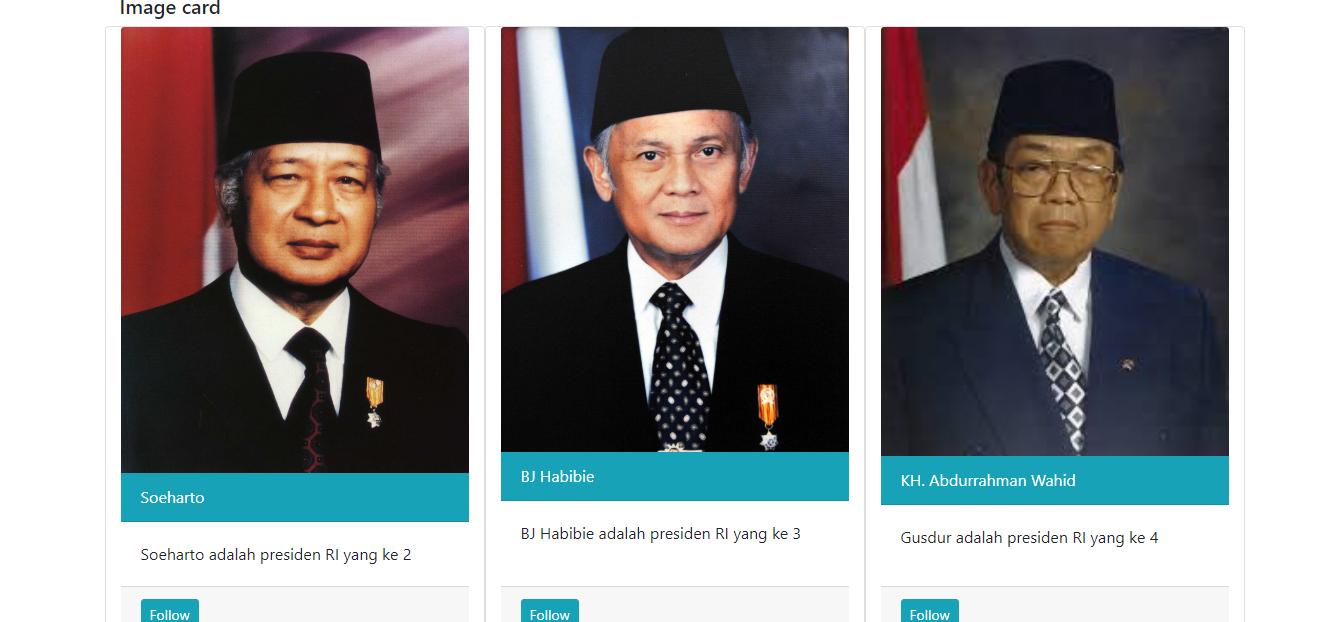 Image card
Soeharto
Soeharto adalah presiden RI yang ke 2
Follow
BJ Habibie
BJ Habibie adalah presiden RI yang ke 3
Follow
KH. Abdurrahman Wahid
Gusdur adalah presiden RI yang ke 4
Follow